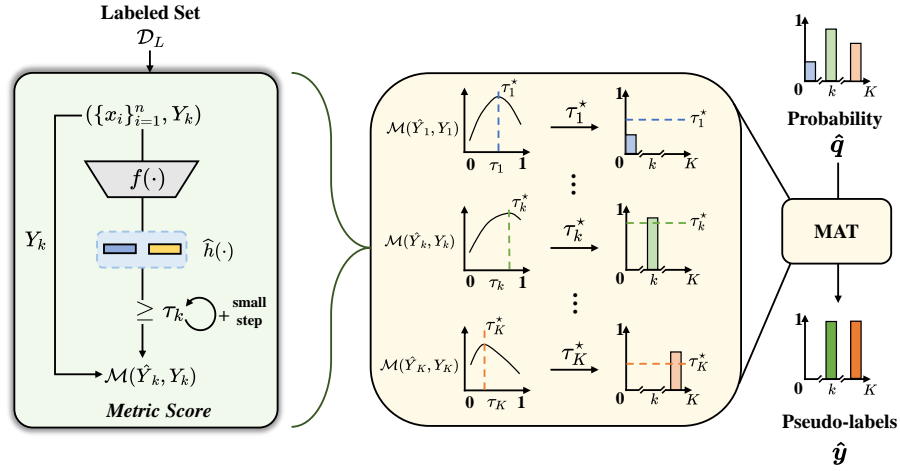 Labeled Set
𝒟_L
({x_i}_{i=1}^n, Y_k)
f(·)
Y_k
ĥ(·)
≥ τ_k
+ small
step
ℳ(Ŷ_k, Y_k)
Metric Score
ℳ(Ŷ_1, Y_1)
τ_1^⋆
0 τ_1 1
τ_1^⋆
1
τ_1^⋆
0 k K
⋮ ⋮
ℳ(Ŷ_k, Y_k)
τ_k^⋆
0 τ_k 1
τ_k^⋆
1
τ_k^⋆
0 k K
ℳ(Ŷ_K, Y_K)
τ_K^⋆
0 τ_K 1
τ_K^⋆
1
τ_K^⋆
0 k K
1
0 k K
Probability
q̂
MAT
1
0 k K
Pseudo-labels
ŷ